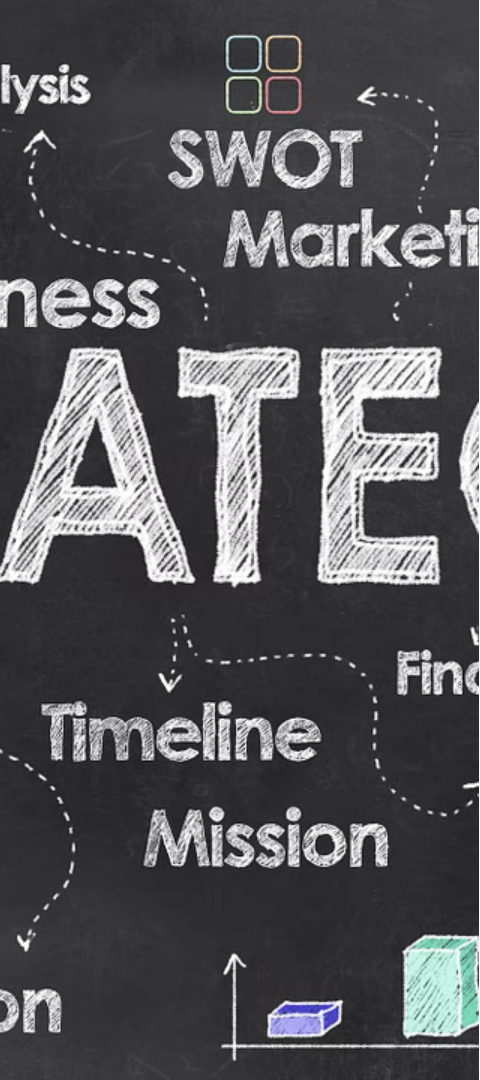 lysis
SWOT
Marketi
ness
ATE
Fin
Timeline
Mission
on